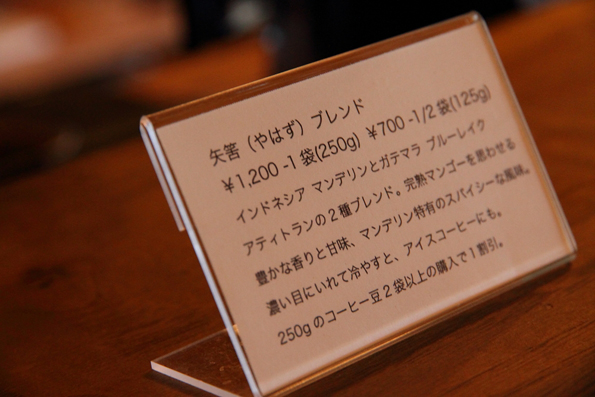 矢筈（やはず）ブレンド
¥1,200 -1袋(250g) ¥700 -1/2袋(125g)
インドネシア マンデリンとガテマラ ブルーレイク
アティトランの2種ブレンド。完熟マンゴーを思わせる
豊かな香りと甘味、マンデリン特有のスパイシーな風味。
濃い目にいれて冷やすと、アイスコーヒーにも。
250gのコーヒー豆2袋以上の購入で1割引。